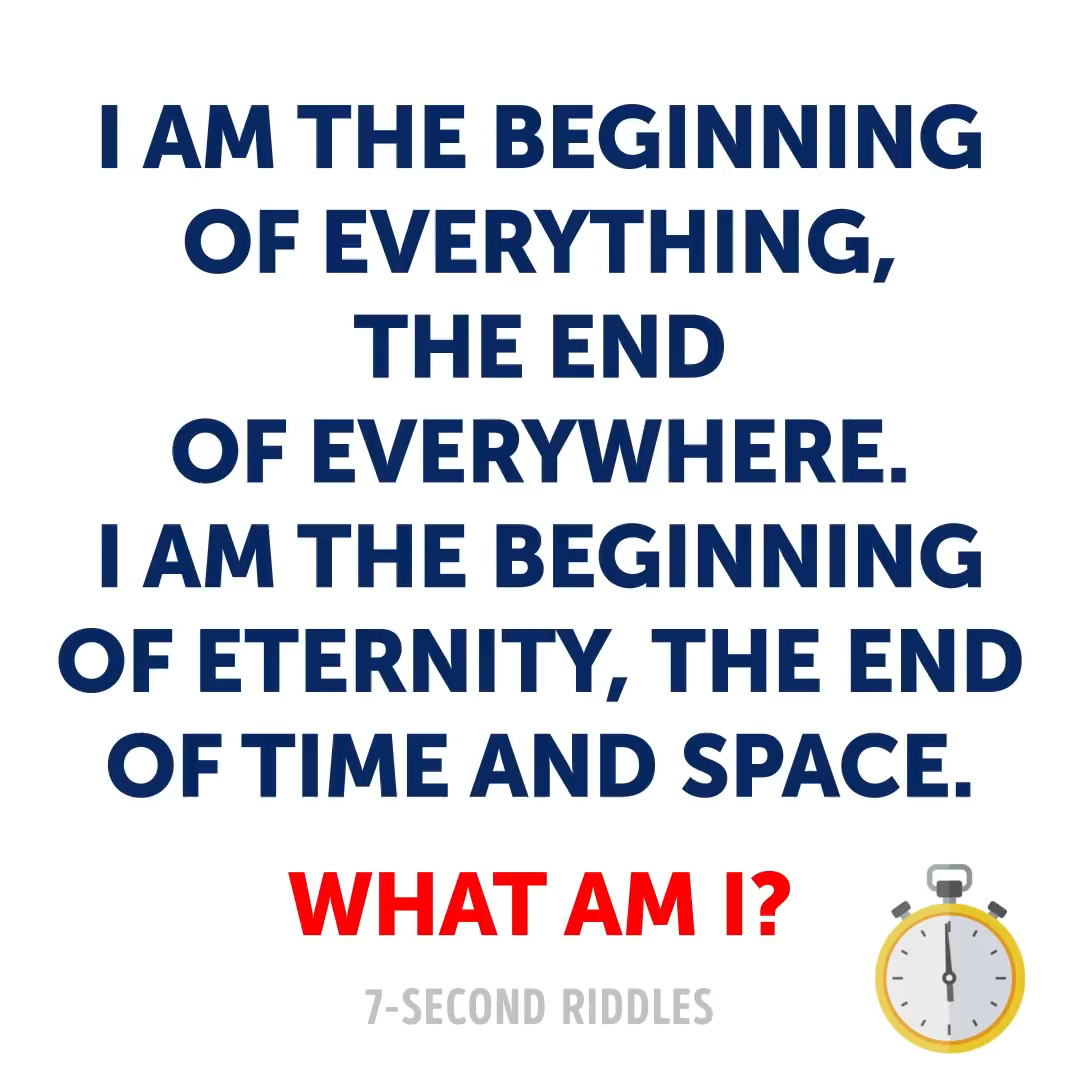 I AM THE BEGINNING
OF EVERYTHING,
THE END
OF EVERYWHERE.
I AM THE BEGINNING
OF ETERNITY, THE END
OF TIME AND SPACE.
WHAT AM I?
7-SECOND RIDDLES